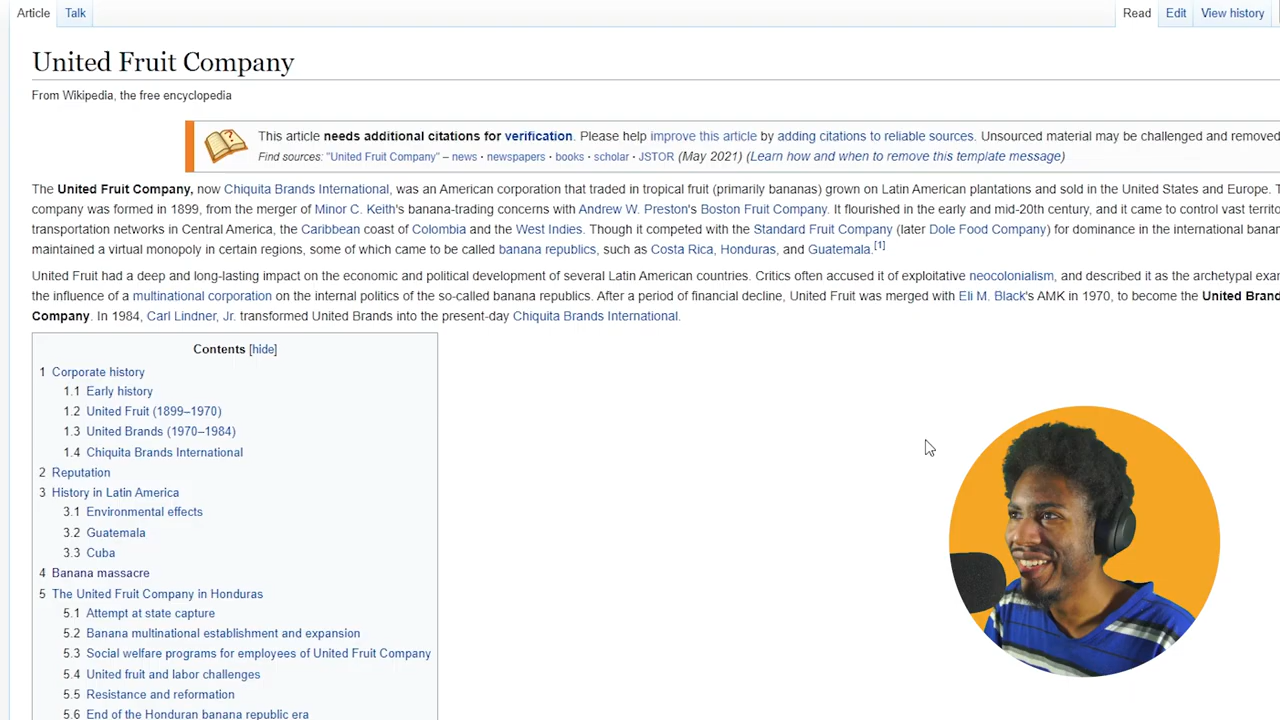 Article Talk Read Edit View history
United Fruit Company
From Wikipedia, the free encyclopedia
This article needs additional citations for verification. Please help improve this article by adding citations to reliable sources. Unsourced material may be challenged and removed
Find sources: "United Fruit Company" – news · newspapers · books · scholar · JSTOR (May 2021) (Learn how and when to remove this template message)
The United Fruit Company, now Chiquita Brands International, was an American corporation that traded in tropical fruit (primarily bananas) grown on Latin American plantations and sold in the United States and Europe.
company was formed in 1899, from the merger of Minor C. Keith's banana-trading concerns with Andrew W. Preston's Boston Fruit Company. It flourished in the early and mid-20th century, and it came to control vast
transportation networks in Central America, the Caribbean coast of Colombia and the West Indies. Though it competed with the Standard Fruit Company (later Dole Food Company) for dominance in the international
maintained a virtual monopoly in certain regions, some of which came to be called banana republics, such as Costa Rica, Honduras, and Guatemala.[1]
United Fruit had a deep and long-lasting impact on the economic and political development of several Latin American countries. Critics often accused it of exploitative neocolonialism, and described it as the archetypal
the influence of a multinational corporation on the internal politics of the so-called banana republics. After a period of financial decline, United Fruit was merged with Eli M. Black's AMK in 1970, to become the United
Company. In 1984, Carl Lindner, Jr. transformed United Brands into the present-day Chiquita Brands International.
Contents [hide]
1 Corporate history
1.1 Early history
1.2 United Fruit (1899–1970)
1.3 United Brands (1970–1984)
1.4 Chiquita Brands International
2 Reputation
3 History in Latin America
3.1 Environmental effects
3.2 Guatemala
3.3 Cuba
4 Banana massacre
5 The United Fruit Company in Honduras
5.1 Attempt at state capture
5.2 Banana multinational establishment and expansion
5.3 Social welfare programs for employees of United Fruit Company
5.4 United fruit and labor challenges
5.5 Resistance and reformation
5.6 End of the Honduran banana republic era